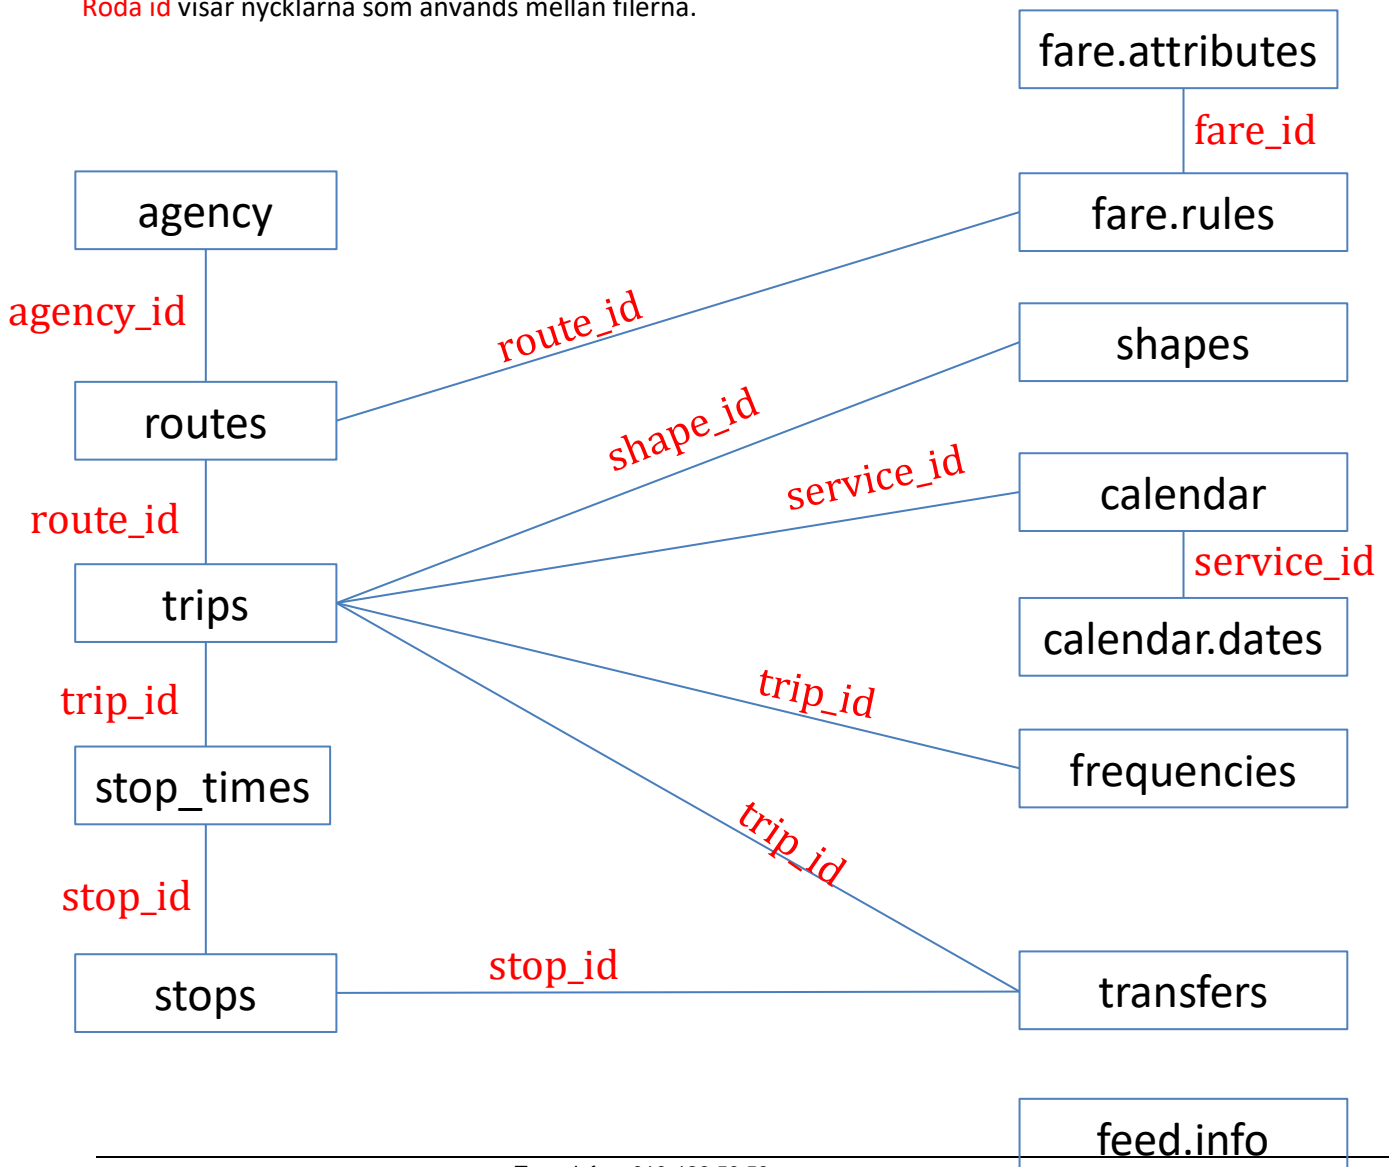 Röda id visar nycklarna som används mellan filerna.
fare.attributes
fare_id
agency
fare.rules
agency_id
route_id
shapes
shape_id
routes
service_id
calendar
route_id
service_id
trips
calendar.dates
trip_id
trip_id
stop_times
frequencies
trip_id
stop_id
stop_id
stops
transfers
feed.info